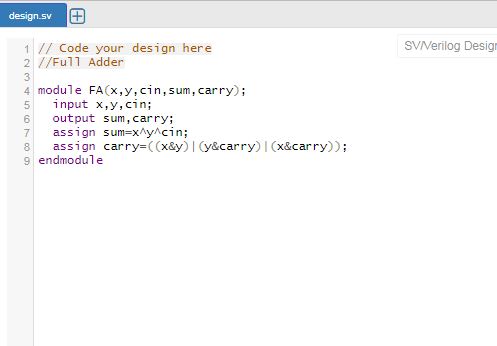 design.sv
SV/Verilog Design
1 // Code your design here
2 //Full Adder
3
4 module FA(x,y,cin,sum,carry);
5   input x,y,cin;
6   output sum,carry;
7   assign sum=x^y^cin;
8   assign carry=((x&y)|(y&carry)|(x&carry));
9 endmodule